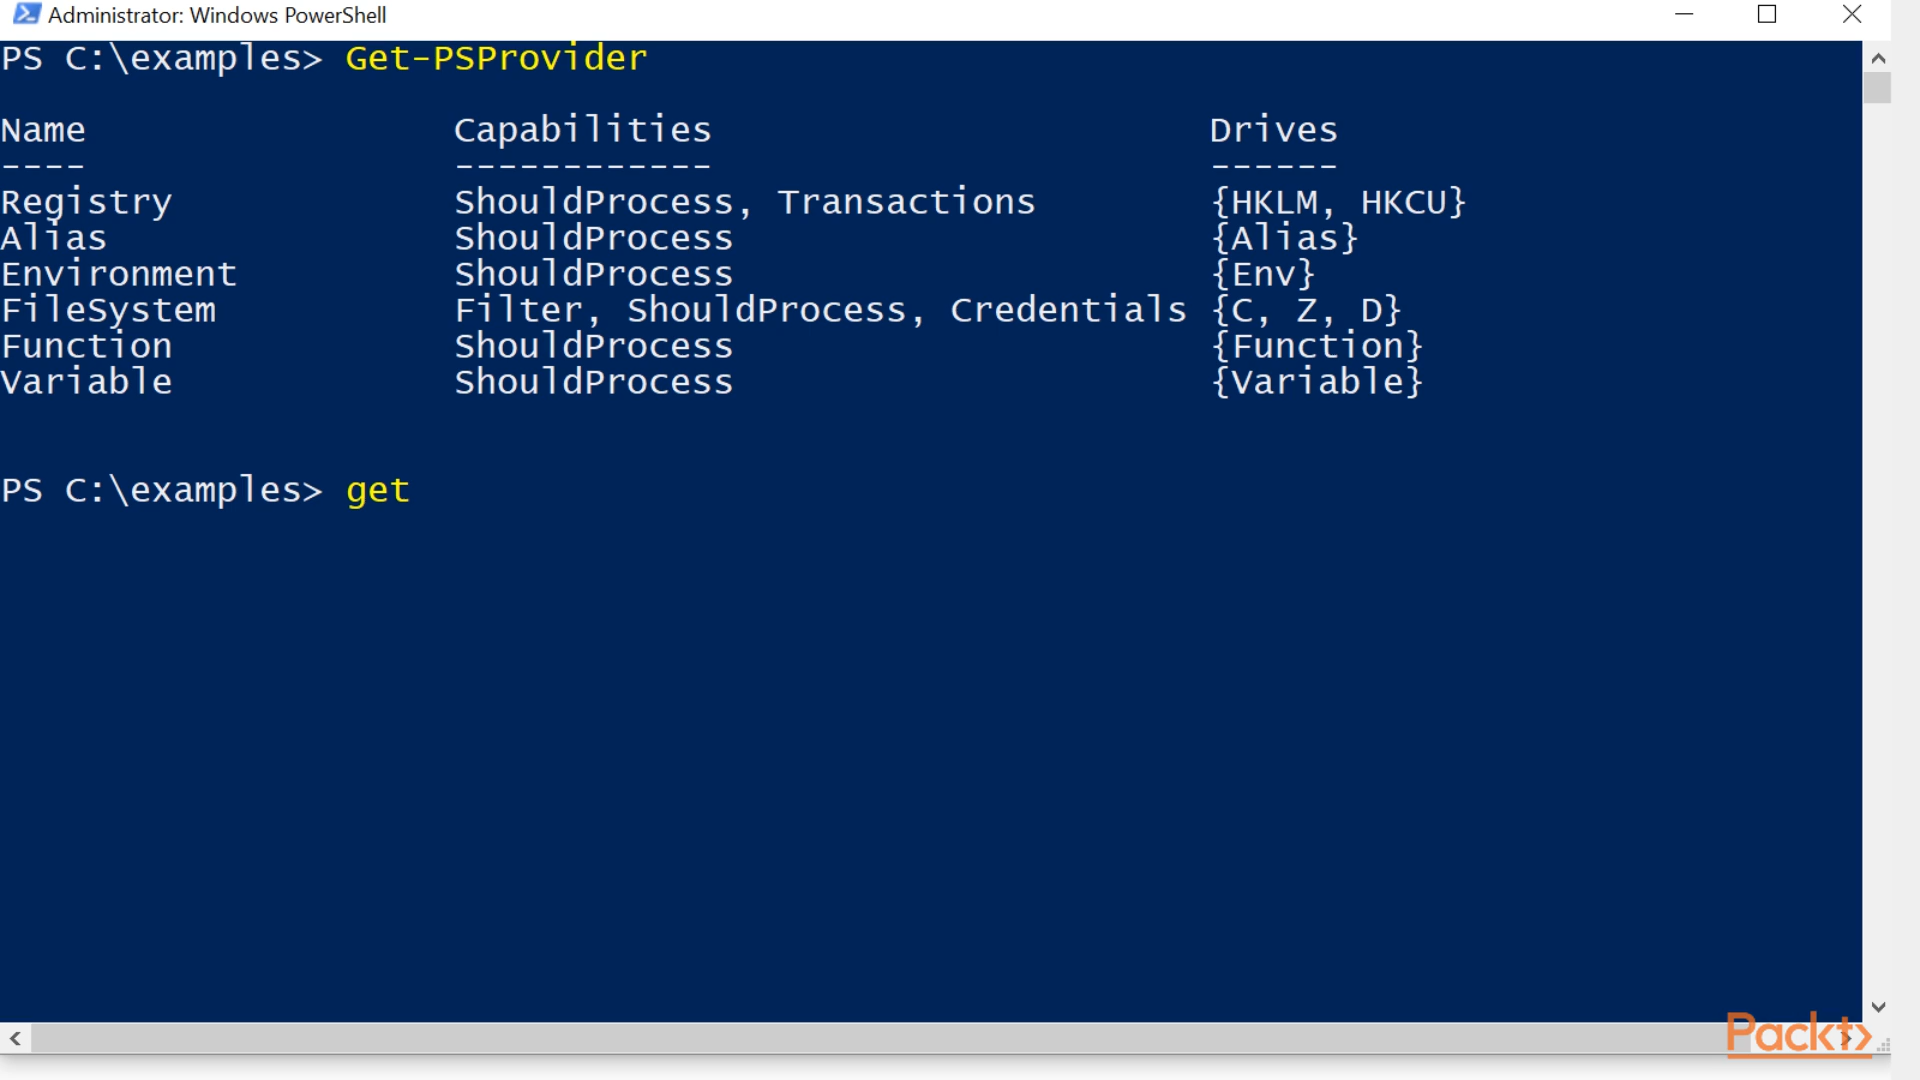 Administrator: Windows PowerShell
PS C:\examples> Get-PSProvider
Name Capabilities Drives
---- ------------ ------
Registry ShouldProcess, Transactions {HKLM, HKCU}
Alias ShouldProcess {Alias}
Environment ShouldProcess {Env}
FileSystem Filter, ShouldProcess, Credentials {C, Z, D}
Function ShouldProcess {Function}
Variable ShouldProcess {Variable}
PS C:\examples> get
Packt>